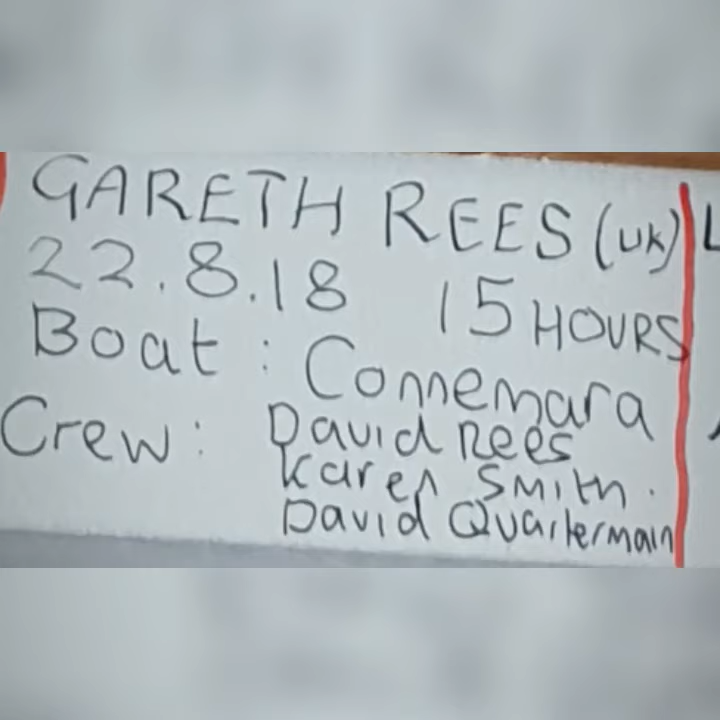 GARETH REES (UK)
22.8.18 15 HOURS
Boat : Connemara
Crew : David Rees
Karen Smith.
David Quartermain